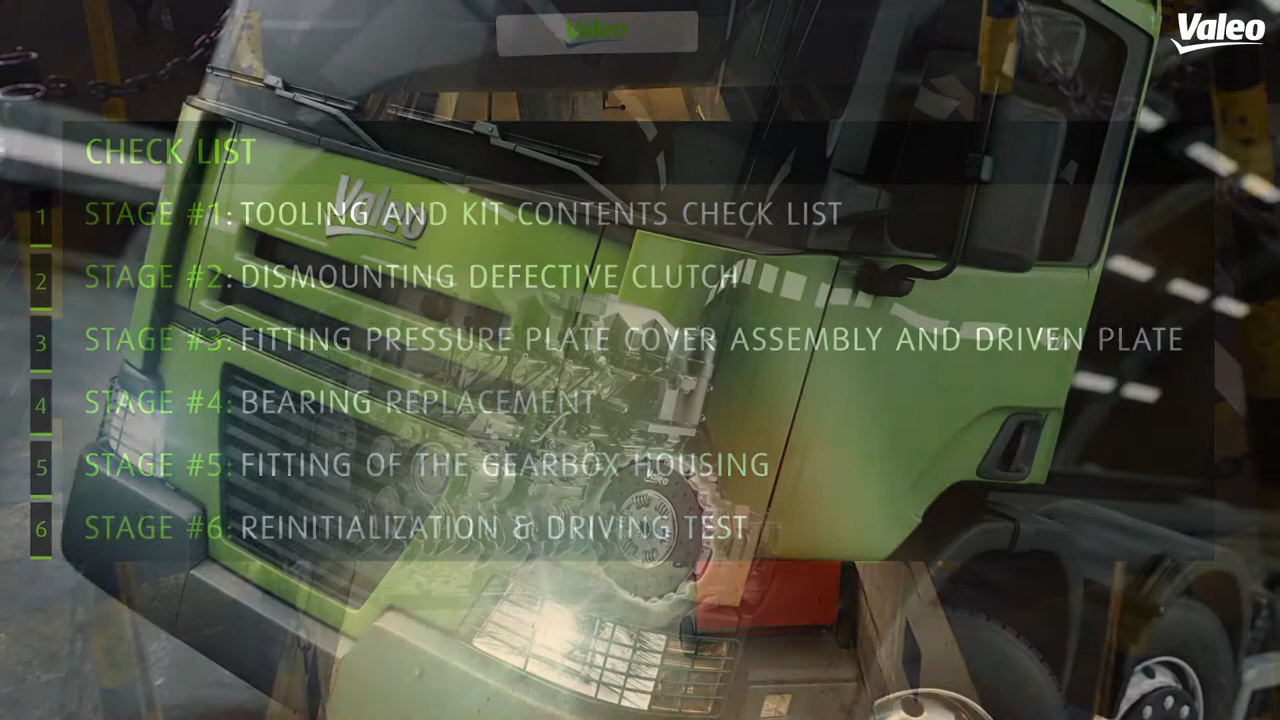 Valeo
Valeo
CHECK LIST
1 STAGE #1: TOOLING AND KIT CONTENTS CHECK LIST
Valeo
2 STAGE #2: DISMOUNTING DEFECTIVE CLUTCH
3 STAGE #3: FITTING PRESSURE PLATE COVER ASSEMBLY AND DRIVEN PLATE
4 STAGE #4: BEARING REPLACEMENT
5 STAGE #5: FITTING OF THE GEARBOX HOUSING
Valeo
6 STAGE #6: REINITIALIZATION & DRIVING TEST